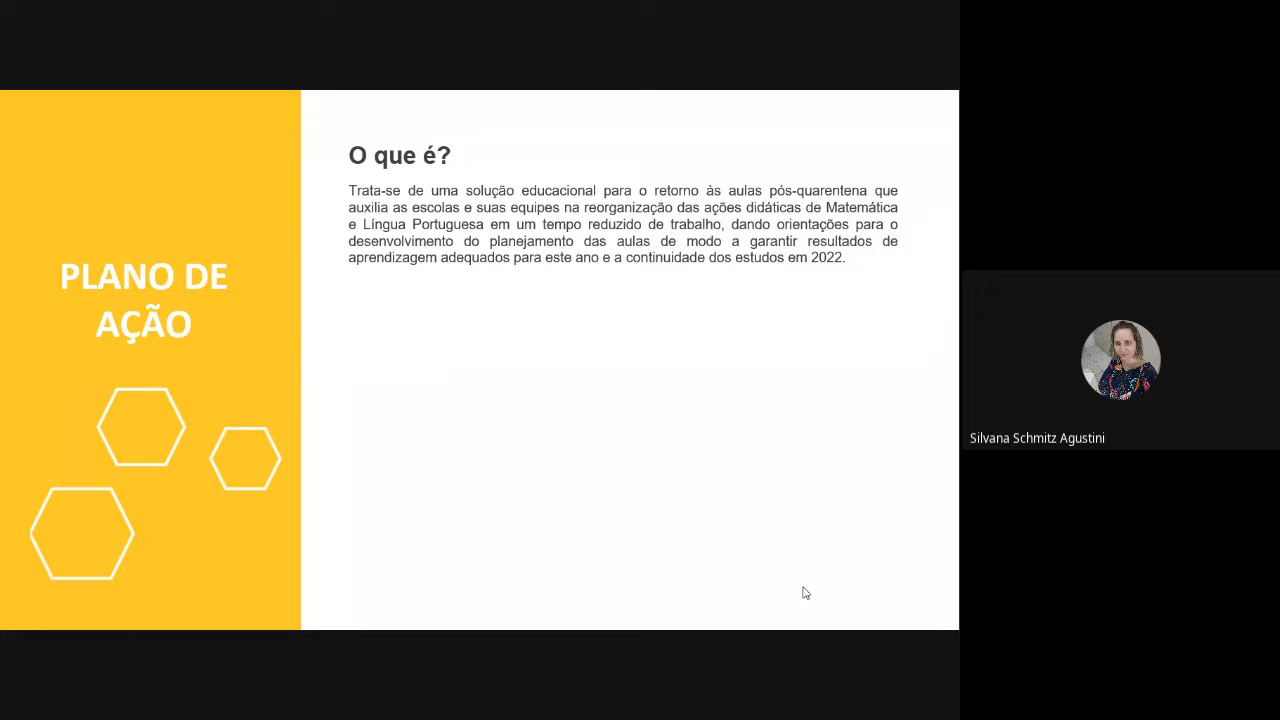 PLANO DE
AÇÃO
O que é?
Trata-se de uma solução educacional para o retorno às aulas pós-quarentena que
auxilia as escolas e suas equipes na reorganização das ações didáticas de Matemática
e Língua Portuguesa em um tempo reduzido de trabalho, dando orientações para o
desenvolvimento do planejamento das aulas de modo a garantir resultados de
aprendizagem adequados para este ano e a continuidade dos estudos em 2022.
Silvana Schmitz Agustini